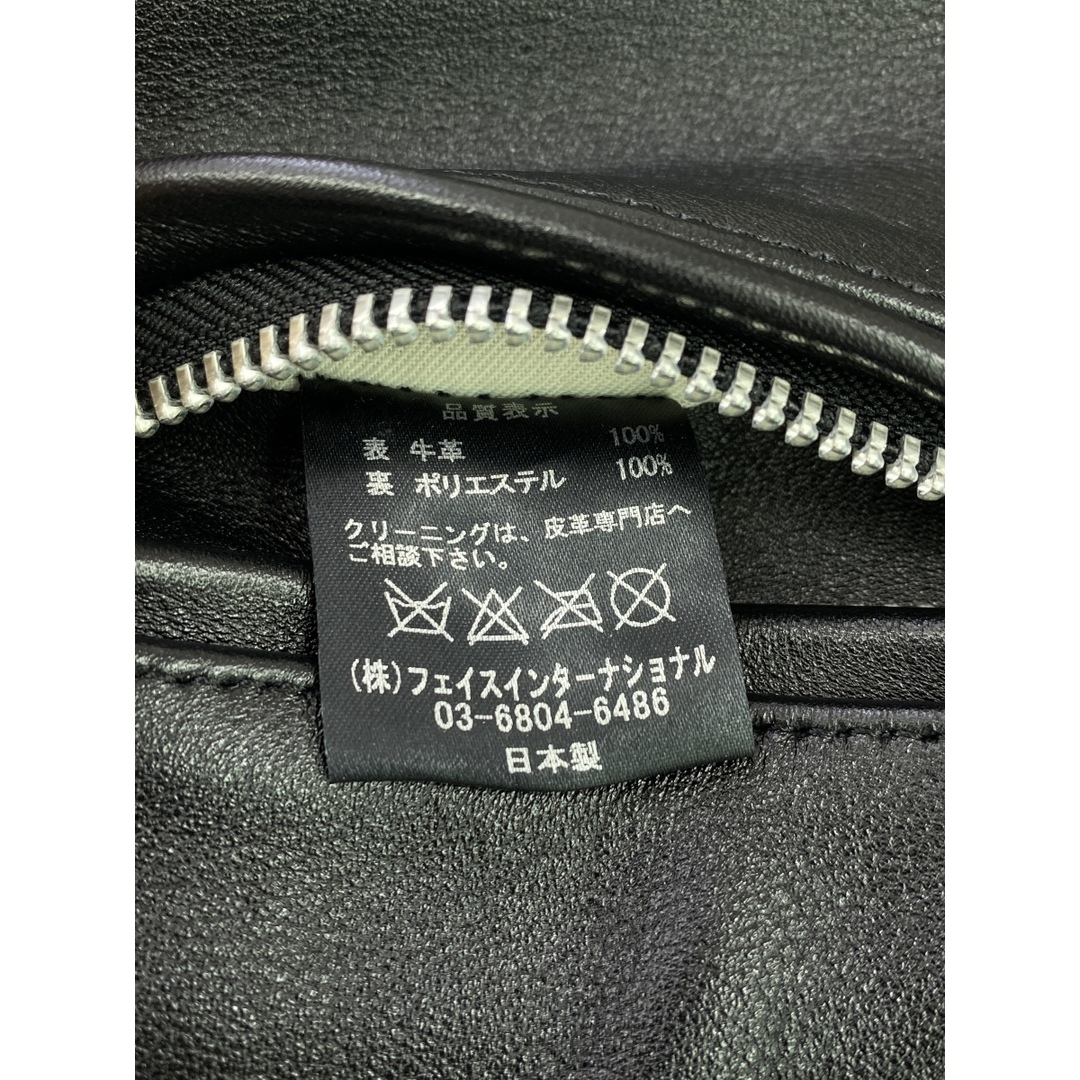 品質表示
表 牛革 100%
裏 ポリエステル 100%
クリーニングは、皮革専門店へ
ご相談下さい。
(株)フェイスインターナショナル
03-6804-6486
日本製